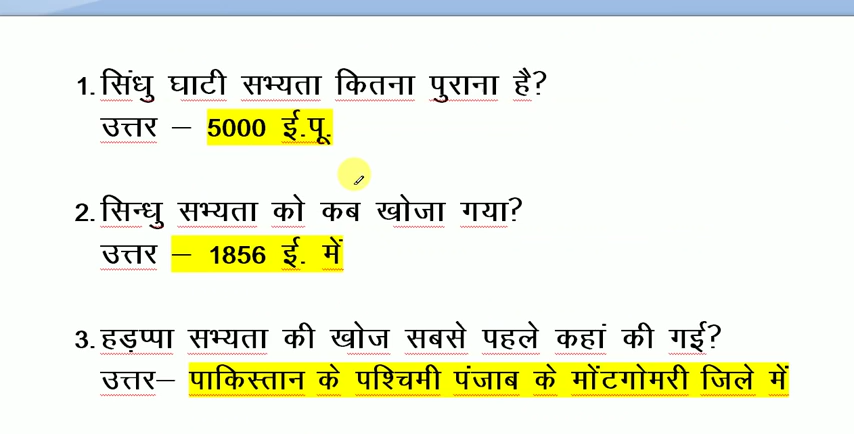 1. सिंधु घाटी सभ्यता कितना पुराना है?
उत्तर – 5000 ई.पू.
2. सिन्धु सभ्यता को कब खोजा गया?
उत्तर – 1856 ई. में
3. हड़प्पा सभ्यता की खोज सबसे पहले कहां की गई?
उत्तर– पाकिस्तान के पश्चिमी पंजाब के मोंटगोमरी जिले में